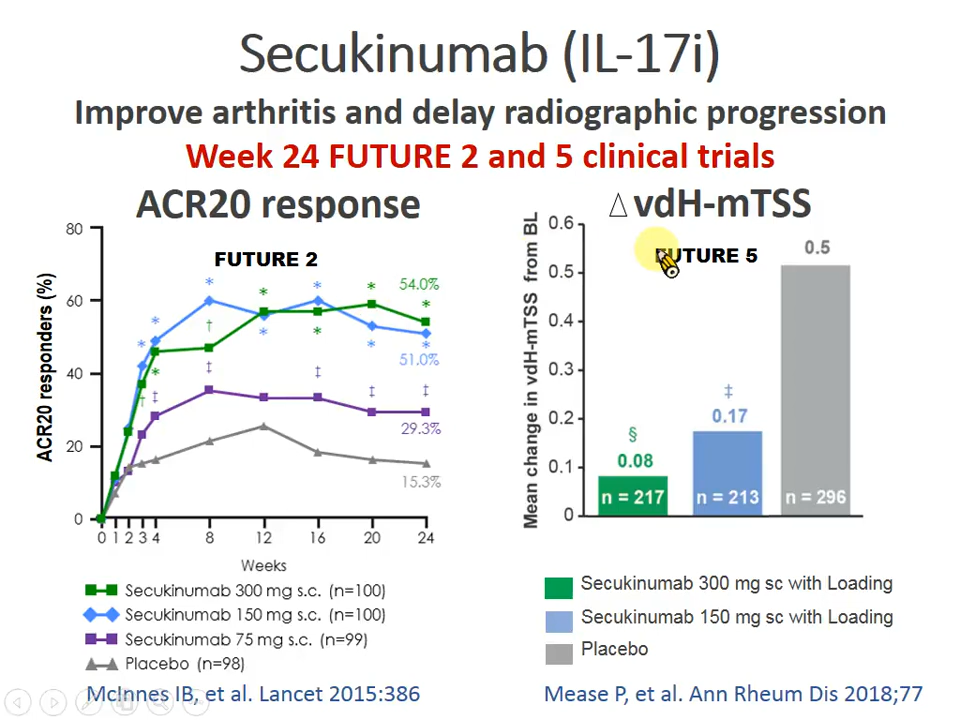 Secukinumab (IL-17i)
Improve arthritis and delay radiographic progression
Week 24 FUTURE 2 and 5 clinical trials
ACR20 response
FUTURE 2
ACR20 responders (%)
80
60
40
20
0
* * * * * *
* * * * * *
† †
‡ ‡ ‡ ‡ ‡
54.0%
51.0%
29.3%
15.3%
0 1 2 3 4 8 12 16 20 24
Weeks
Secukinumab 300 mg s.c. (n=100)
Secukinumab 150 mg s.c. (n=100)
Secukinumab 75 mg s.c. (n=99)
Placebo (n=98)
McInnes IB, et al. Lancet 2015:386
△ vdH-mTSS
FUTURE 5
Mean change in vdH-mTSS from BL
0.6
0.5
0.4
0.3
0.2
0.1
0
§
0.08
n = 217
‡
0.17
n = 213
0.5
n = 296
Secukinumab 300 mg sc with Loading
Secukinumab 150 mg sc with Loading
Placebo
Mease P, et al. Ann Rheum Dis 2018;77